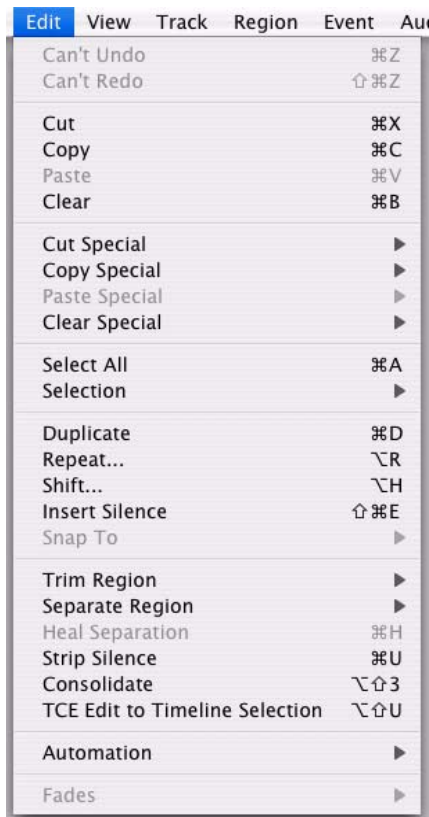 Edit View Track Region Event Au
Can't Undo ⌘Z
Can't Redo ⇧⌘Z
Cut ⌘X
Copy ⌘C
Paste ⌘V
Clear ⌘B
Cut Special ▶
Copy Special ▶
Paste Special ▶
Clear Special ▶
Select All ⌘A
Selection ▶
Duplicate ⌘D
Repeat... ⌥R
Shift... ⌥H
Insert Silence ⇧⌘E
Snap To ▶
Trim Region ▶
Separate Region ▶
Heal Separation ⌘H
Strip Silence ⌘U
Consolidate ⌥⇧3
TCE Edit to Timeline Selection ⌥⇧U
Automation ▶
Fades ▶